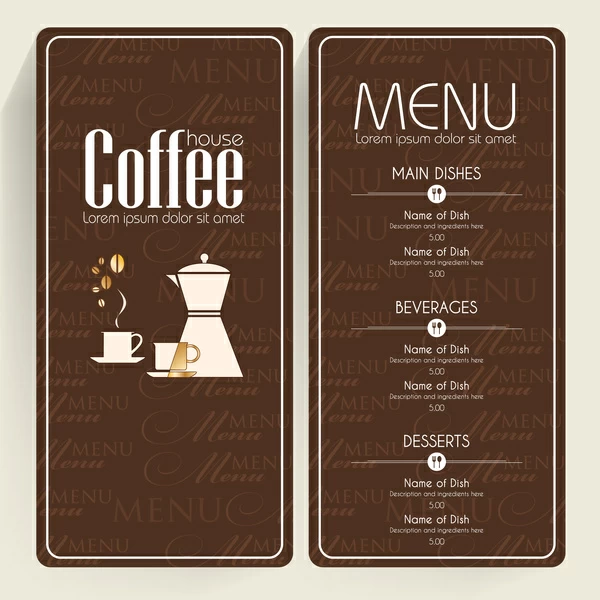 house
Coffee
Lorem ipsum dolor sit amet
MENU
Lorem ipsum dolor sit amet
MAIN DISHES
Name of Dish
Description and ingredients here
5.00
Name of Dish
Description and ingredients here
5.00
BEVERAGES
Name of Dish
Description and ingredients here
5.00
Name of Dish
Description and ingredients here
5.00
DESSERTS
Name of Dish
Description and ingredients here
5.00
Name of Dish
Description and ingredients here
5.00